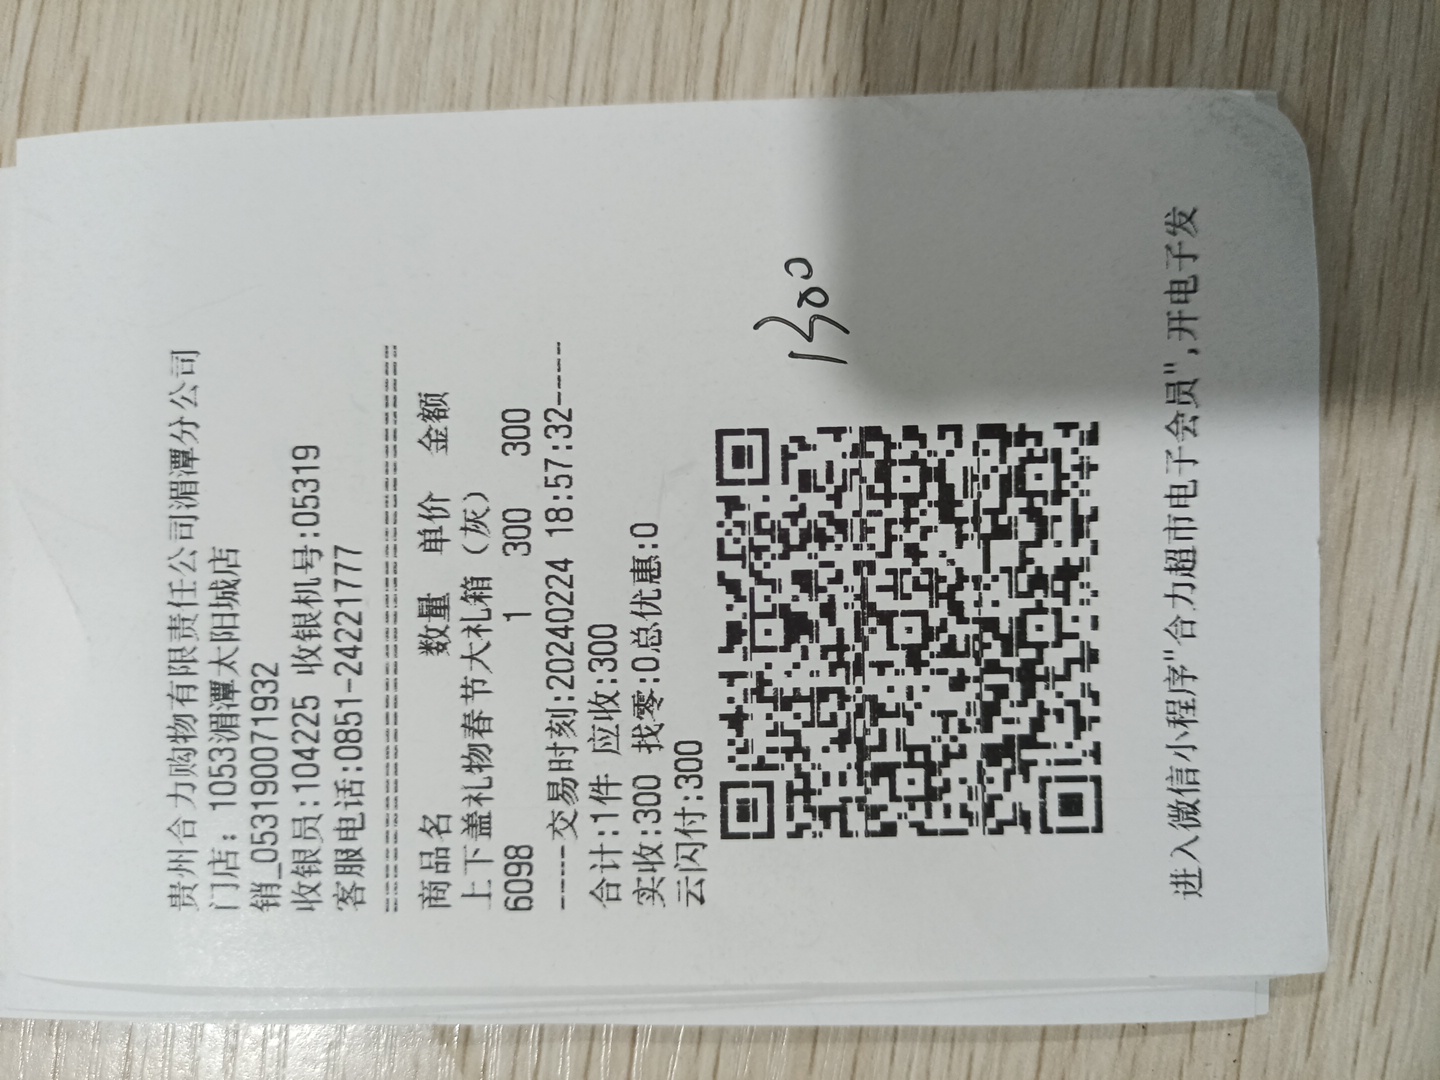 贵州合力购物有限责任公司湄潭分公司
门店：1053湄潭太阳城店
销_05319007​1932
收银员:104225 收银机号:05319
客服电话:0851-24221777
================================
商品名 数量 单价 金额
上下盖礼物春节大礼箱（灰）
6098 1 300 300
----交易时刻:20240224 18:57:32----
合计:1件 应收:300
实收:300 找零:0总优惠:0
云闪付:300
1300
进入微信小程序"合力超市电子会员",开电子发